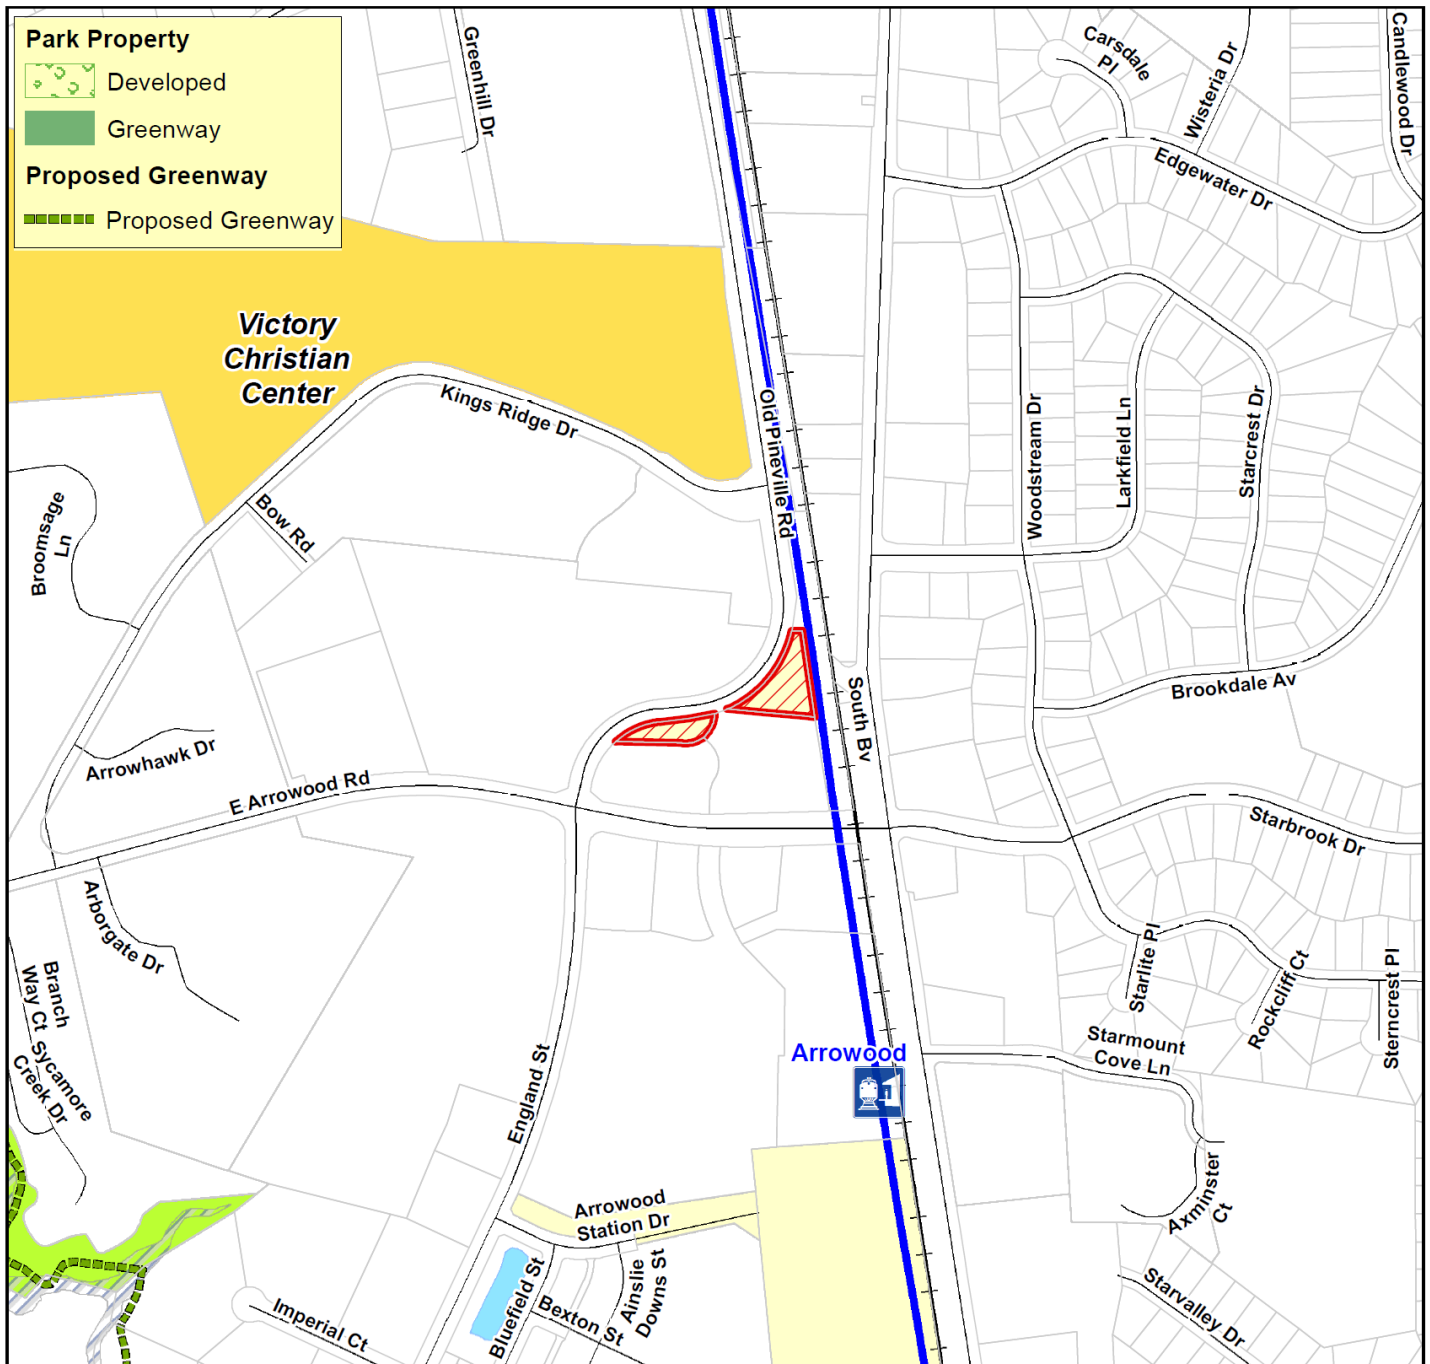 Park Property
Developed
Greenway
Proposed Greenway
Proposed Greenway
Greenhill Dr
Carsdale
Pl
Wisteria Dr
Candlewood Dr
Edgewater Dr
Victory
Christian
Center
Kings Ridge Dr
Old Pineville Rd
Woodstream Dr
Larkfield Ln
Starcrest Dr
Broomsage
Ln
Bow Rd
Brookdale Av
South Bv
Arrowhawk Dr
E Arrowood Rd
Starbrook Dr
Arborgate Dr
Branch
Way Ct
Sycamore
Creek Dr
Starlite Pl
Rockcliff Ct
Sterncrest Pl
Starmount
Cove Ln
Arrowood
England St
Axminster
Ct
Arrowood
Station Dr
Ainslie
Downs St
Bluefield St
Bexton St
Imperial Ct
Starvalley Dr